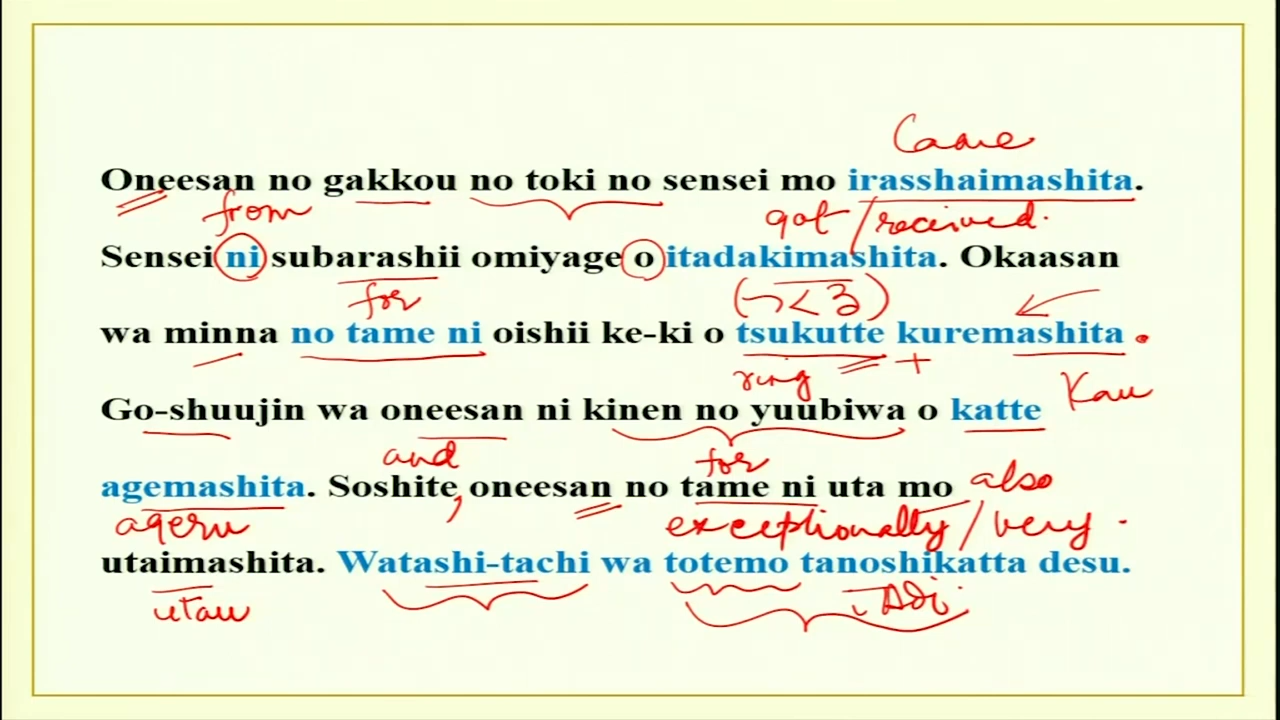 Came
Oneesan no gakkou no toki no sensei mo irasshaimashita.
from got/received.
Sensei ni subarashii omiyage o itadakimashita. Okaasan
for
wa minna no tame ni oishii ke-ki o tsukutte kuremashita.
ring + Kau
Go-shuujin wa oneesan ni kinen no yuubiwa o katte
and for
agemashita. Soshite, oneesan no tame ni uta mo also
ageru exceptionally/very.
utaimashita. Watashi-tachi wa totemo tanoshikatta desu.
utau Adj.